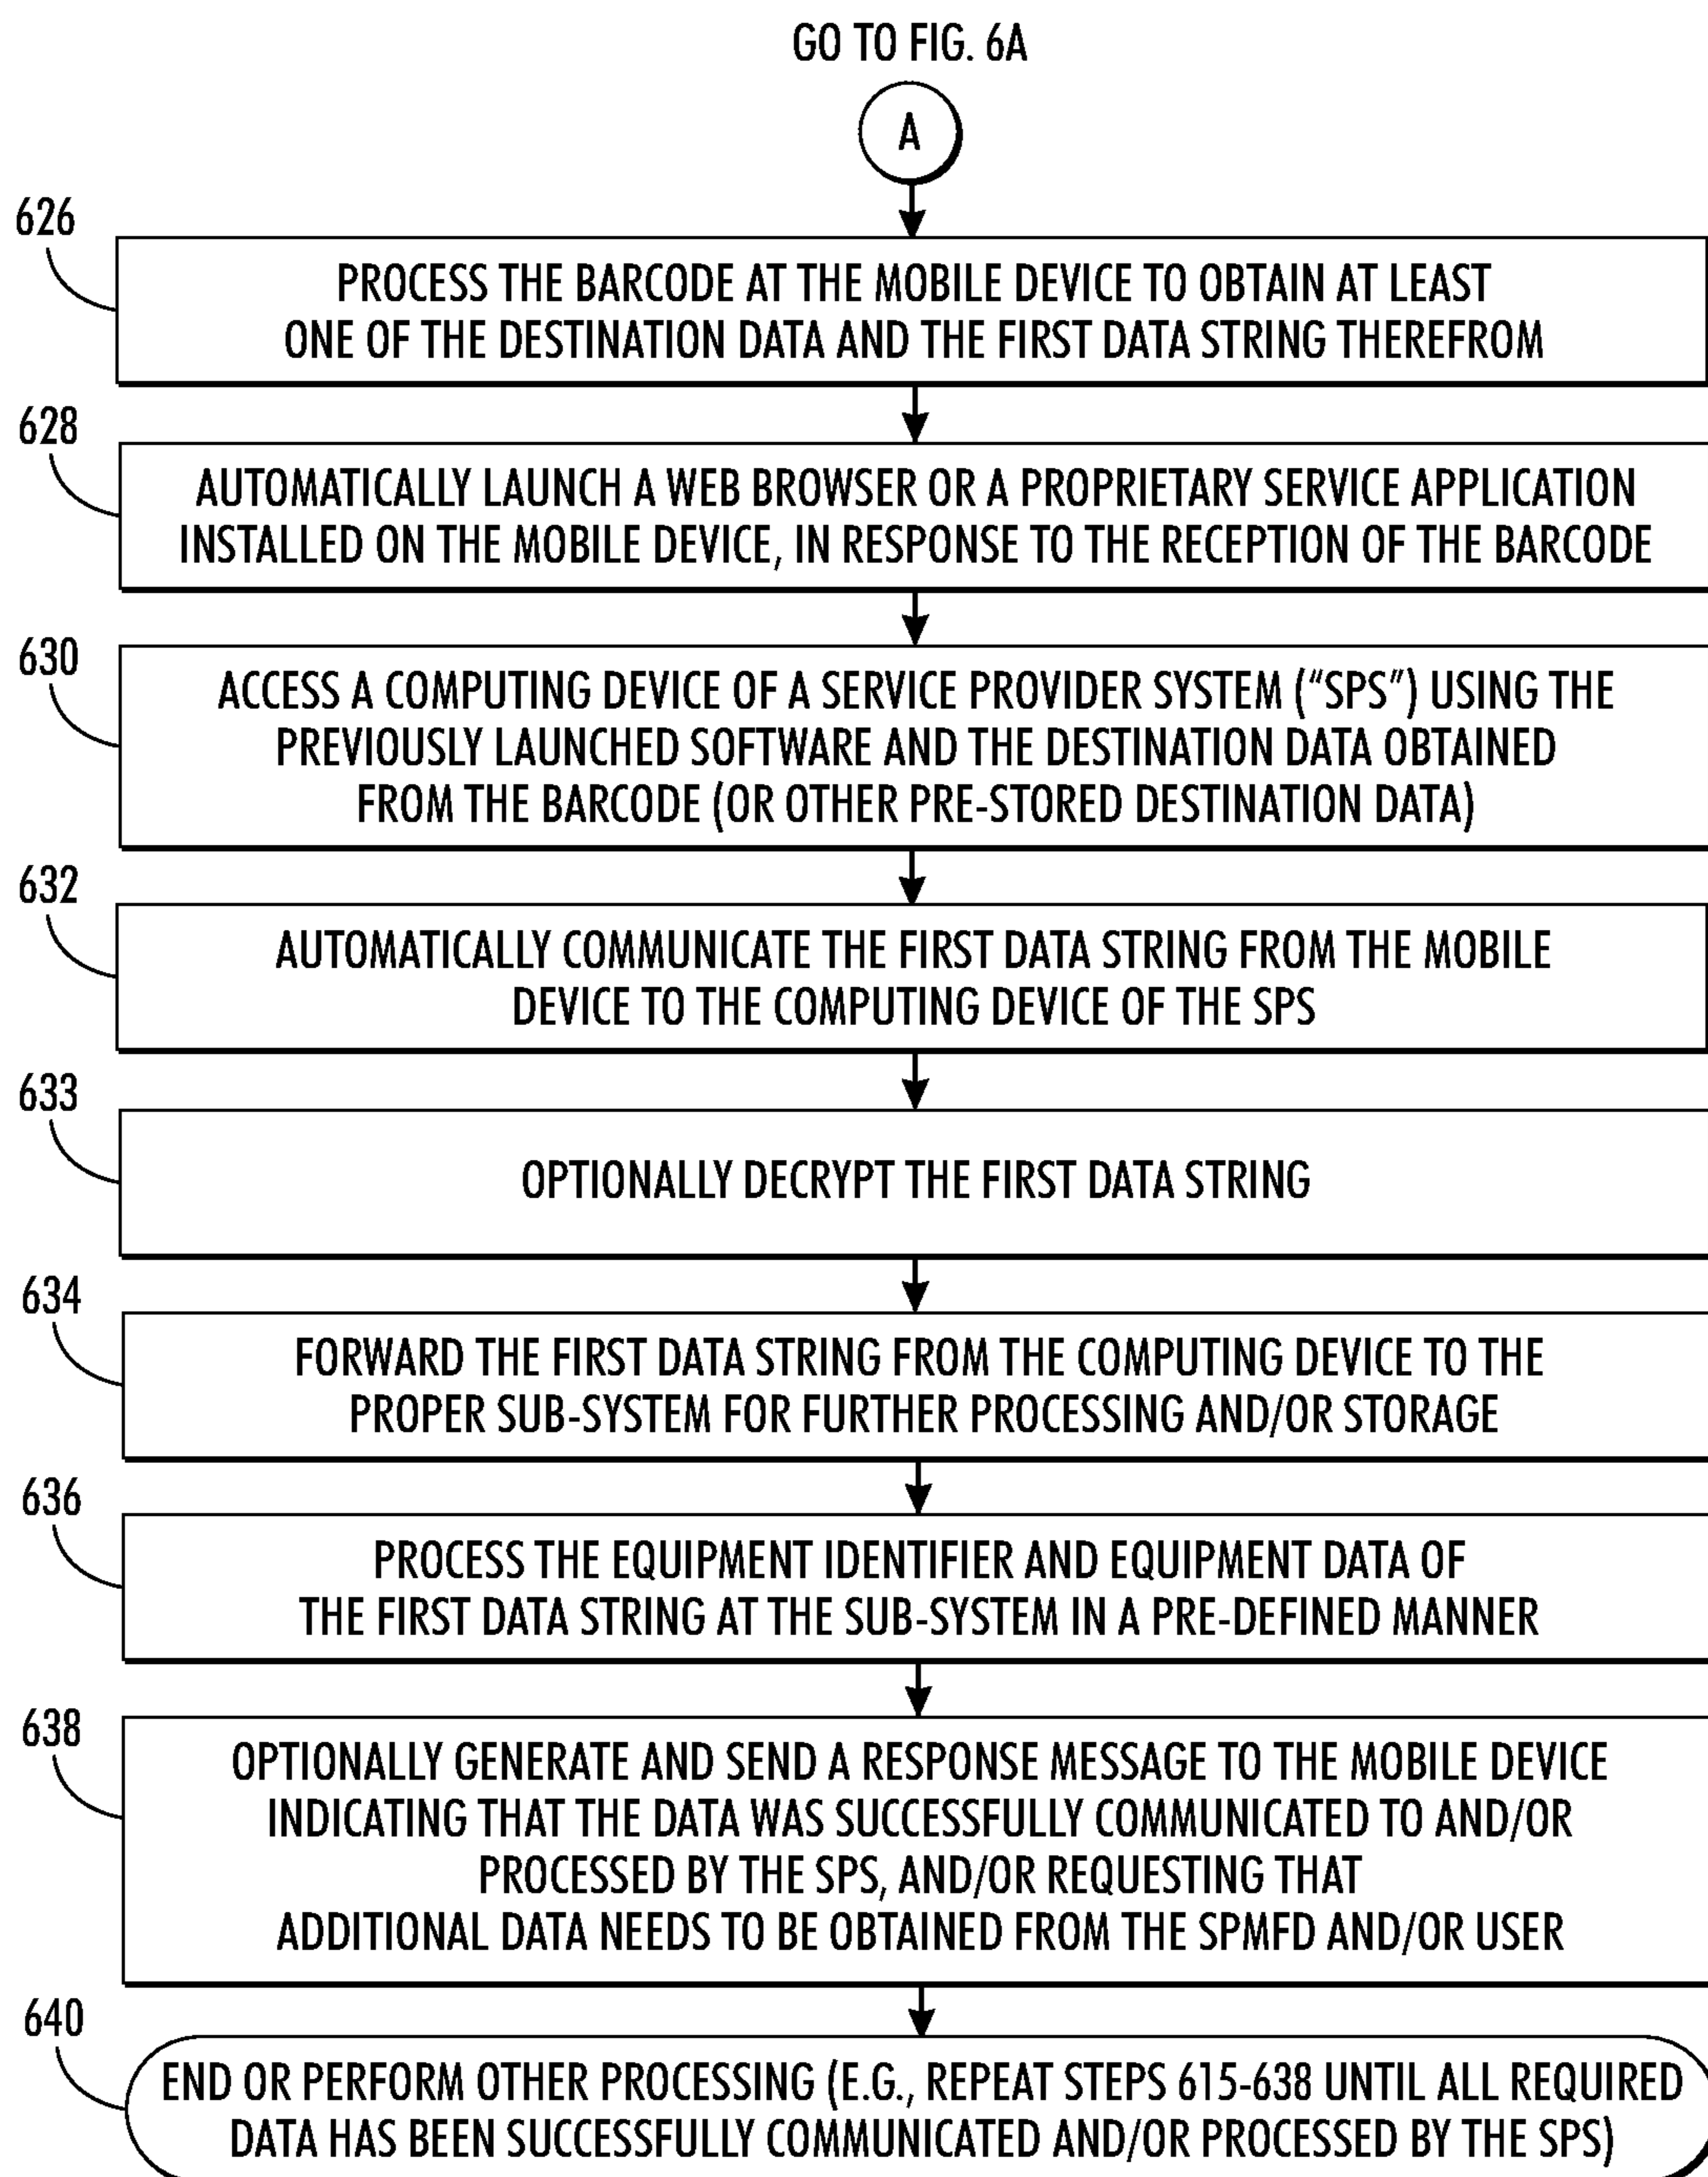 GO TO FIG. 6A
A
626
PROCESS THE BARCODE AT THE MOBILE DEVICE TO OBTAIN AT LEAST
ONE OF THE DESTINATION DATA AND THE FIRST DATA STRING THEREFROM
628
AUTOMATICALLY LAUNCH A WEB BROWSER OR A PROPRIETARY SERVICE APPLICATION
INSTALLED ON THE MOBILE DEVICE, IN RESPONSE TO THE RECEPTION OF THE BARCODE
630
ACCESS A COMPUTING DEVICE OF A SERVICE PROVIDER SYSTEM (“SPS”) USING THE
PREVIOUSLY LAUNCHED SOFTWARE AND THE DESTINATION DATA OBTAINED
FROM THE BARCODE (OR OTHER PRE-STORED DESTINATION DATA)
632
AUTOMATICALLY COMMUNICATE THE FIRST DATA STRING FROM THE MOBILE
DEVICE TO THE COMPUTING DEVICE OF THE SPS
633
OPTIONALLY DECRYPT THE FIRST DATA STRING
634
FORWARD THE FIRST DATA STRING FROM THE COMPUTING DEVICE TO THE
PROPER SUB-SYSTEM FOR FURTHER PROCESSING AND/OR STORAGE
636
PROCESS THE EQUIPMENT IDENTIFIER AND EQUIPMENT DATA OF
THE FIRST DATA STRING AT THE SUB-SYSTEM IN A PRE-DEFINED MANNER
638
OPTIONALLY GENERATE AND SEND A RESPONSE MESSAGE TO THE MOBILE DEVICE
INDICATING THAT THE DATA WAS SUCCESSFULLY COMMUNICATED TO AND/OR
PROCESSED BY THE SPS, AND/OR REQUESTING THAT
ADDITIONAL DATA NEEDS TO BE OBTAINED FROM THE SPMFD AND/OR USER
640
END OR PERFORM OTHER PROCESSING (E.G., REPEAT STEPS 615-638 UNTIL ALL REQUIRED
DATA HAS BEEN SUCCESSFULLY COMMUNICATED AND/OR PROCESSED BY THE SPS)